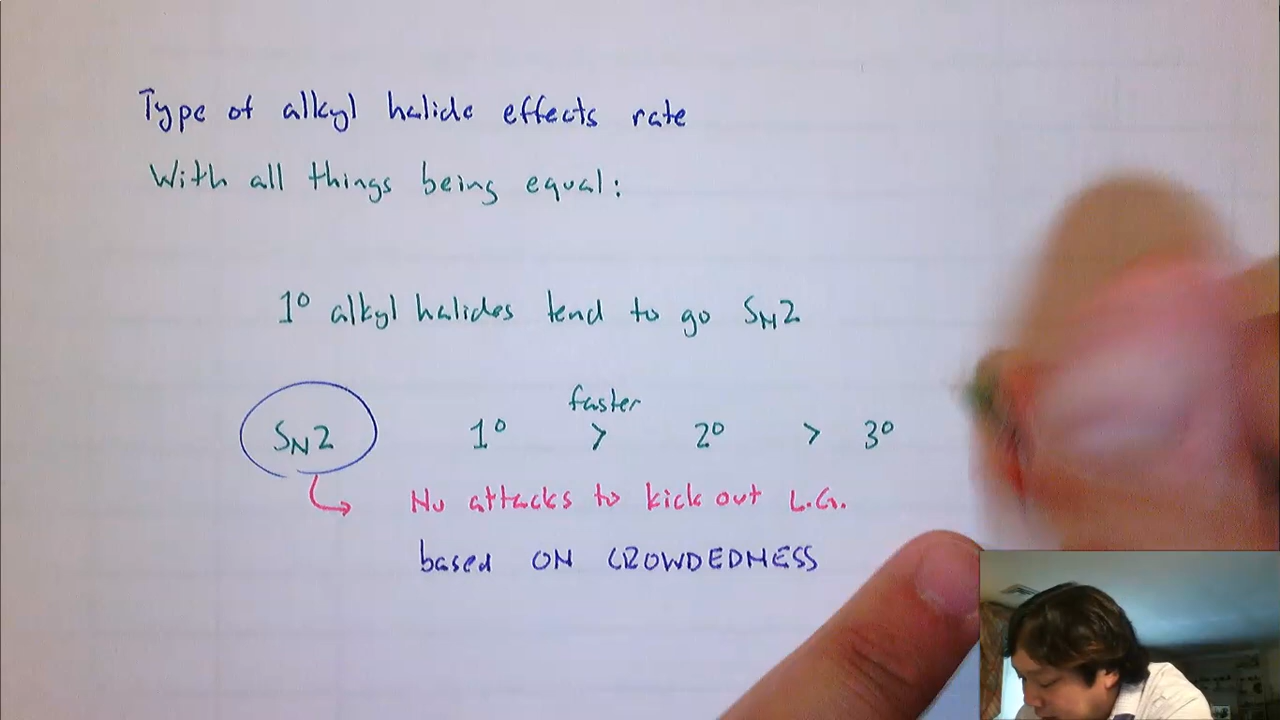 Type of alkyl halide effects rate
With all things being equal:
1° alkyl halides tend to go SN2
faster
SN2 1° > 2° > 3°
Nu attacks to kick out L.G.
based ON CROWDEDNESS